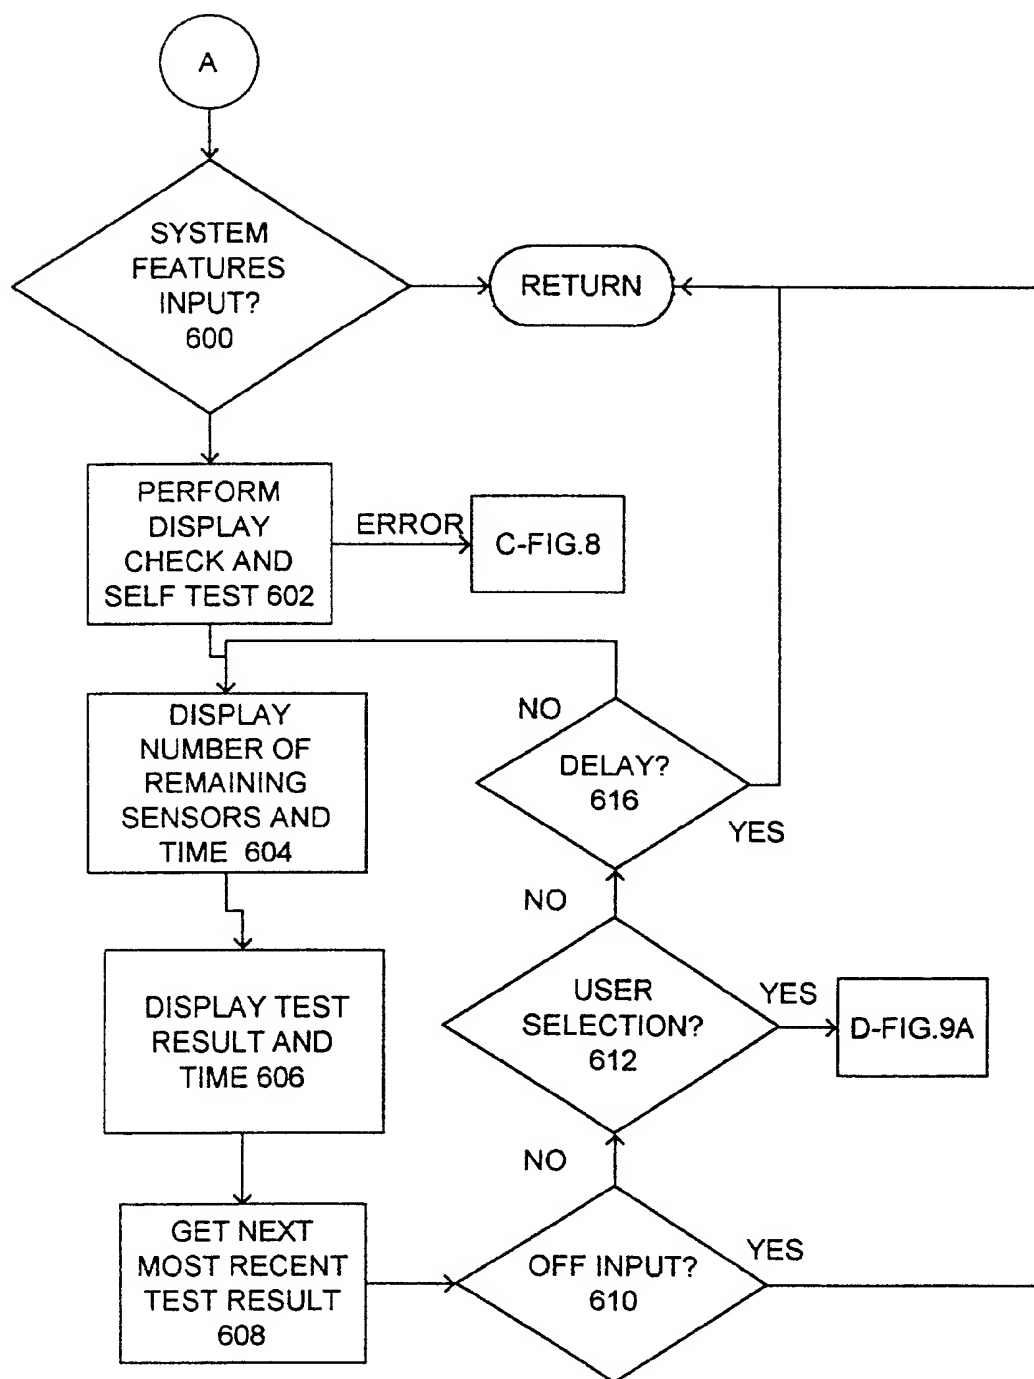 A
SYSTEM
FEATURES
INPUT?
600
RETURN
PERFORM
DISPLAY
CHECK AND
SELF TEST 602
ERROR
C-FIG.8
DISPLAY
NUMBER OF
REMAINING
SENSORS AND
TIME 604
NO
DELAY?
616
YES
NO
DISPLAY TEST
RESULT AND
TIME 606
USER
SELECTION?
612
YES
D-FIG.9A
NO
GET NEXT
MOST RECENT
TEST RESULT
608
OFF INPUT?
610
YES